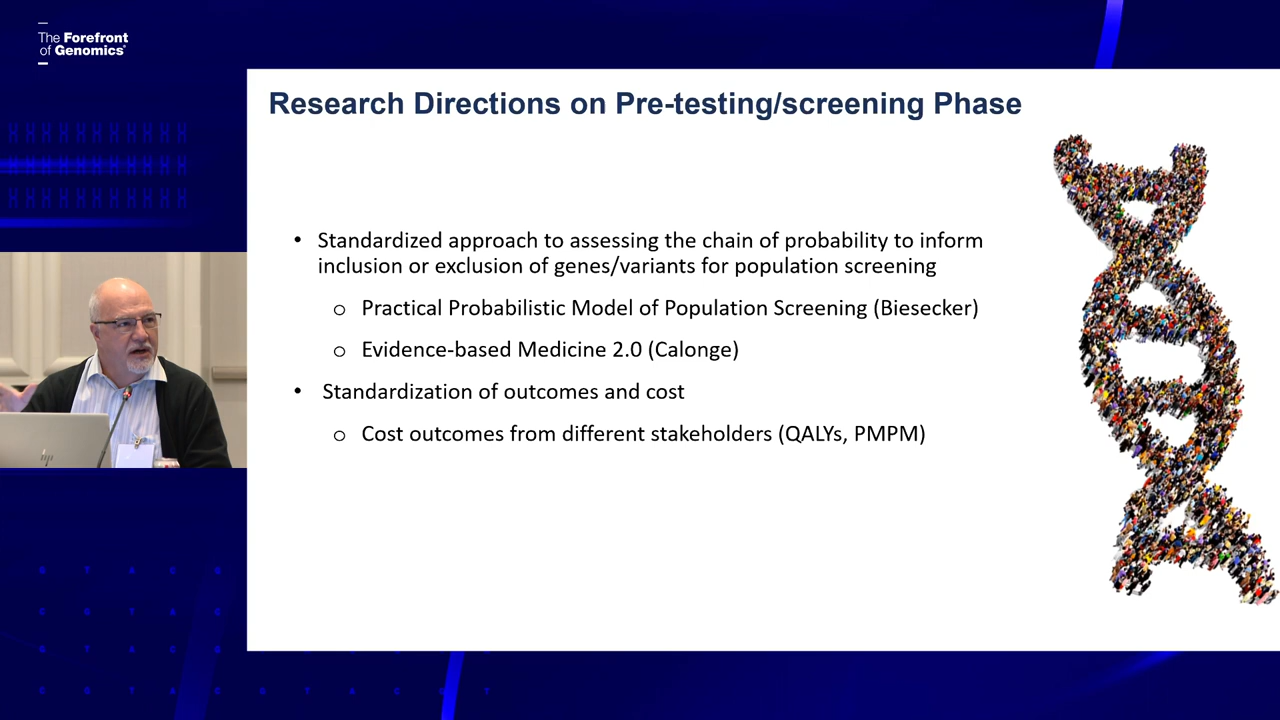 The Forefront
of Genomics
Research Directions on Pre-testing/screening Phase
• Standardized approach to assessing the chain of probability to inform
inclusion or exclusion of genes/variants for population screening
o Practical Probabilistic Model of Population Screening (Biesecker)
o Evidence-based Medicine 2.0 (Calonge)
• Standardization of outcomes and cost
o Cost outcomes from different stakeholders (QALYs, PMPM)
hp